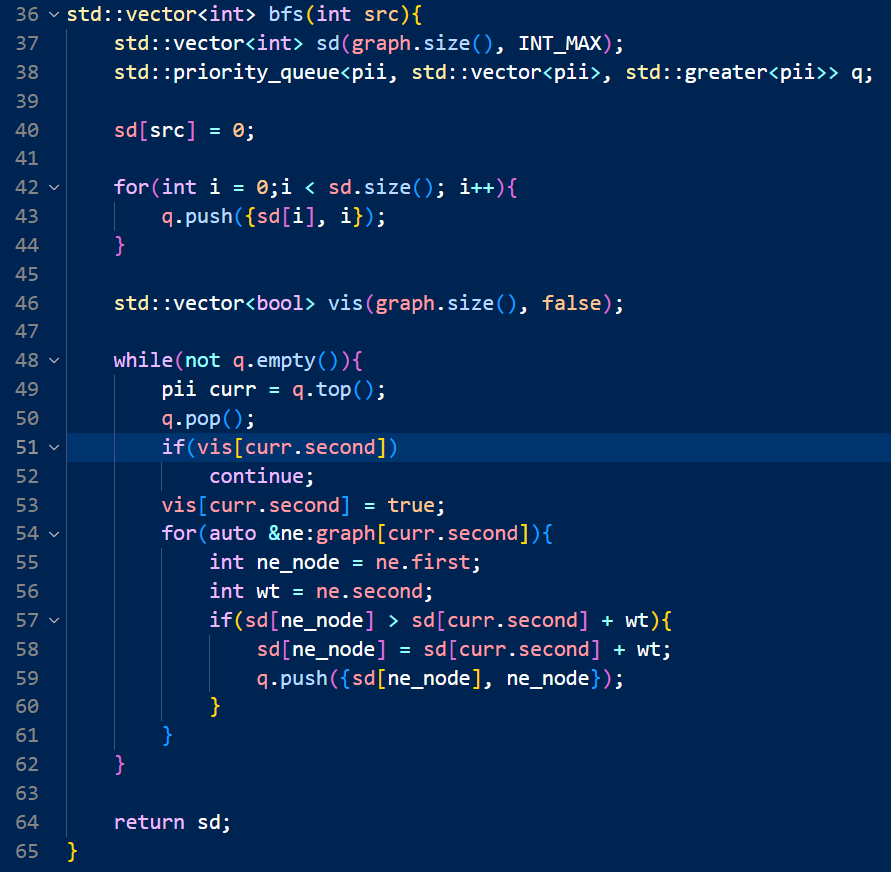 36 std::vector<int> bfs(int src){
37     std::vector<int> sd(graph.size(), INT_MAX);
38     std::priority_queue<pii, std::vector<pii>, std::greater<pii>> q;
39
40     sd[src] = 0;
41
42     for(int i = 0;i < sd.size(); i++){
43         q.push({sd[i], i});
44     }
45
46     std::vector<bool> vis(graph.size(), false);
47
48     while(not q.empty()){
49         pii curr = q.top();
50         q.pop();
51         if(vis[curr.second])
52             continue;
53         vis[curr.second] = true;
54         for(auto &ne:graph[curr.second]){
55             int ne_node = ne.first;
56             int wt = ne.second;
57             if(sd[ne_node] > sd[curr.second] + wt){
58                 sd[ne_node] = sd[curr.second] + wt;
59                 q.push({sd[ne_node], ne_node});
60             }
61         }
62     }
63
64     return sd;
65 }